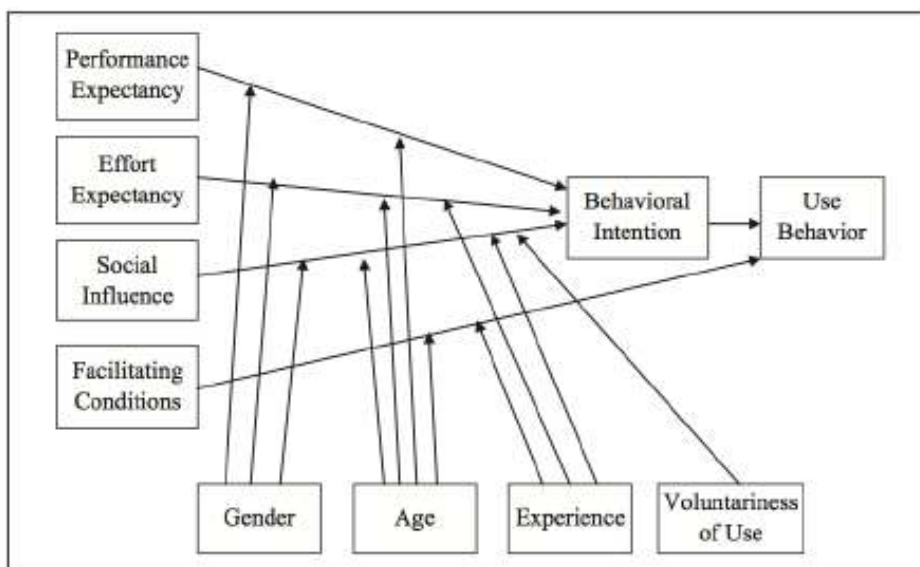 Performance
Expectancy
Effort
Expectancy
Social
Influence
Facilitating
Conditions
Behavioral
Intention
Use
Behavior
Gender
Age
Experience
Voluntariness
of Use